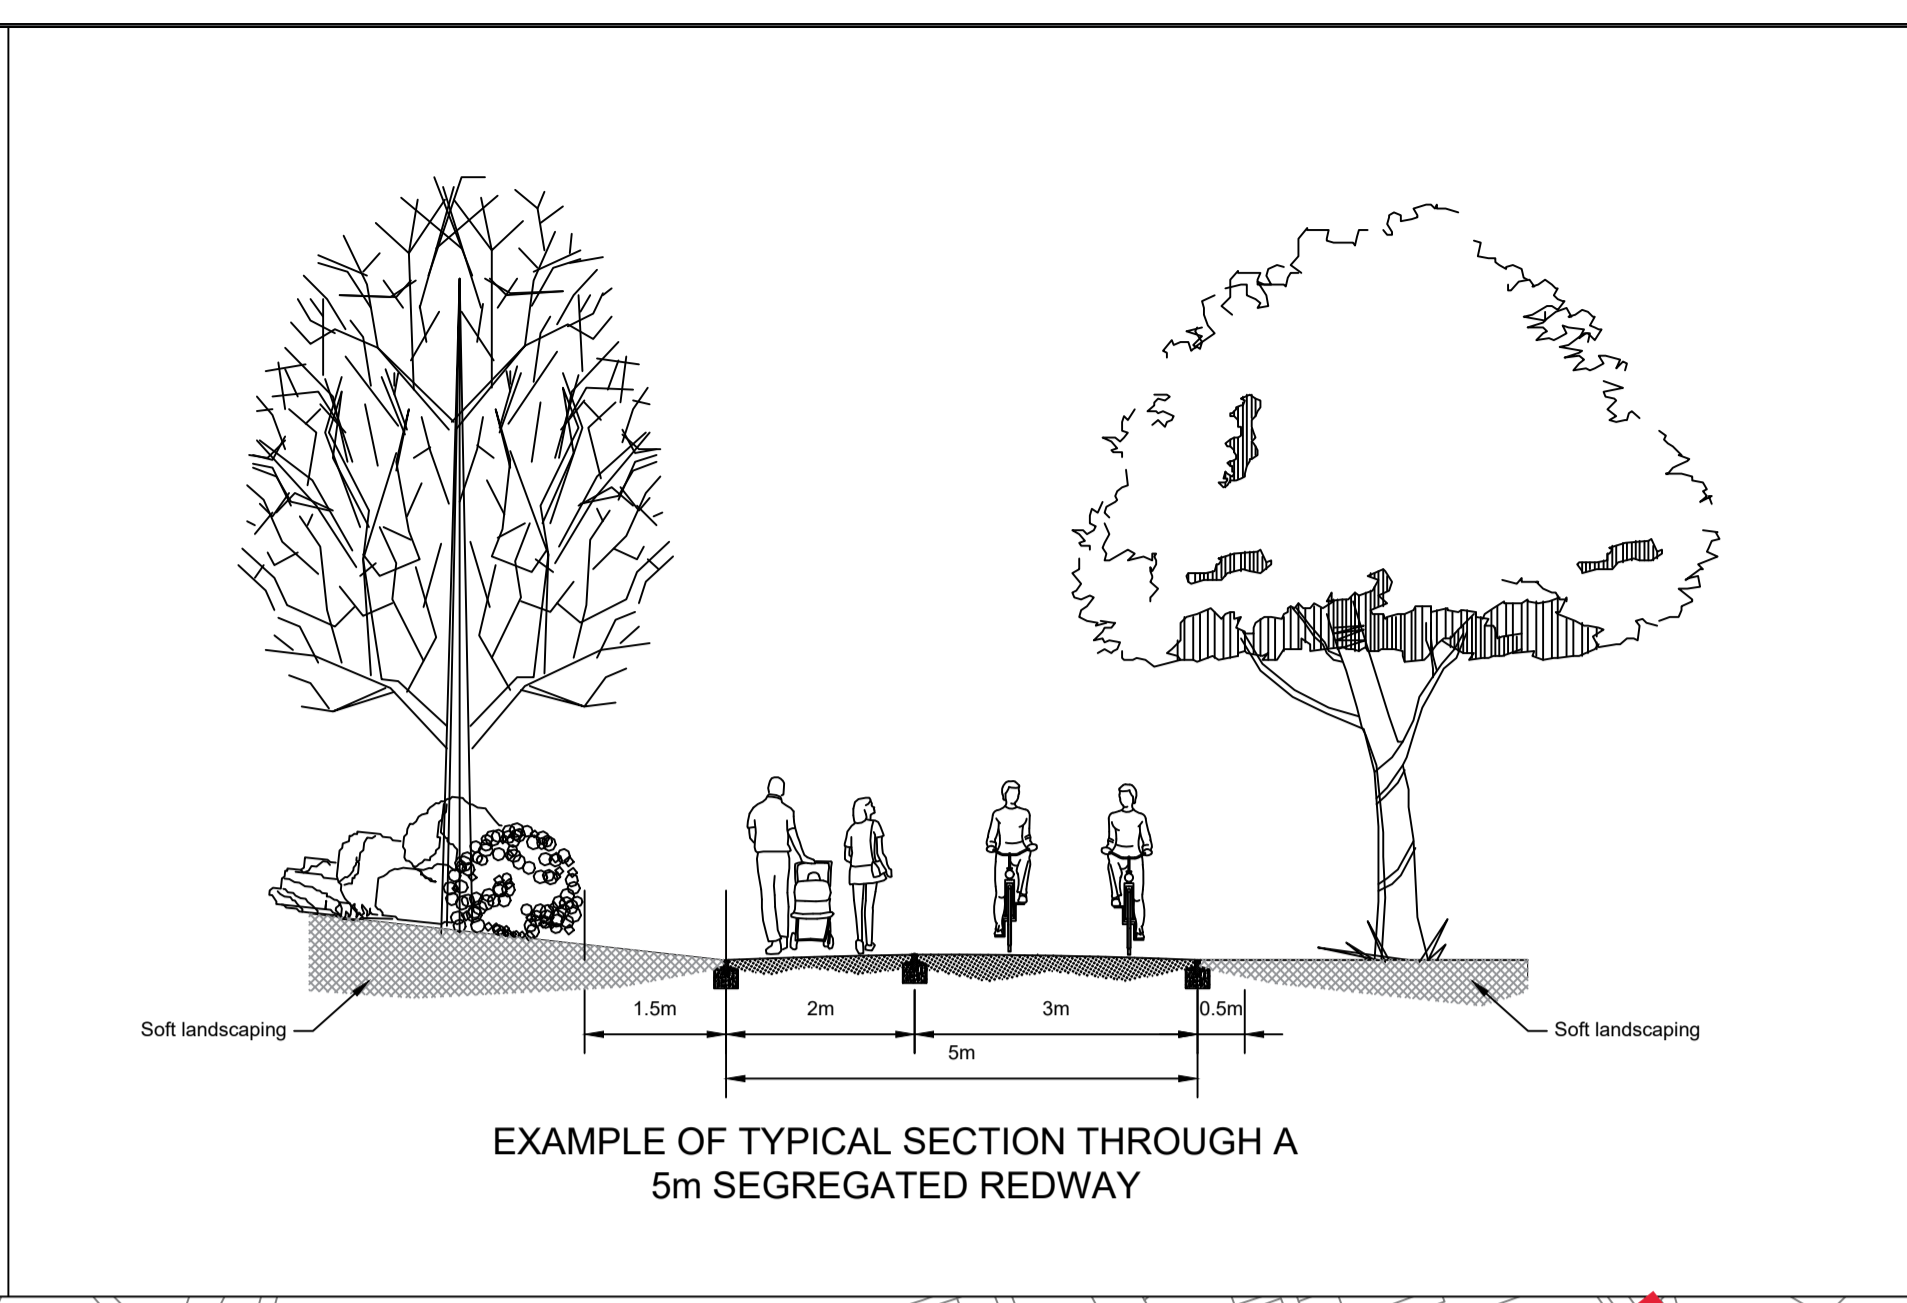 1.5m
2m
3m
0.5m
Soft landscaping
Soft landscaping
5m
EXAMPLE OF TYPICAL SECTION THROUGH A
5m SEGREGATED REDWAY